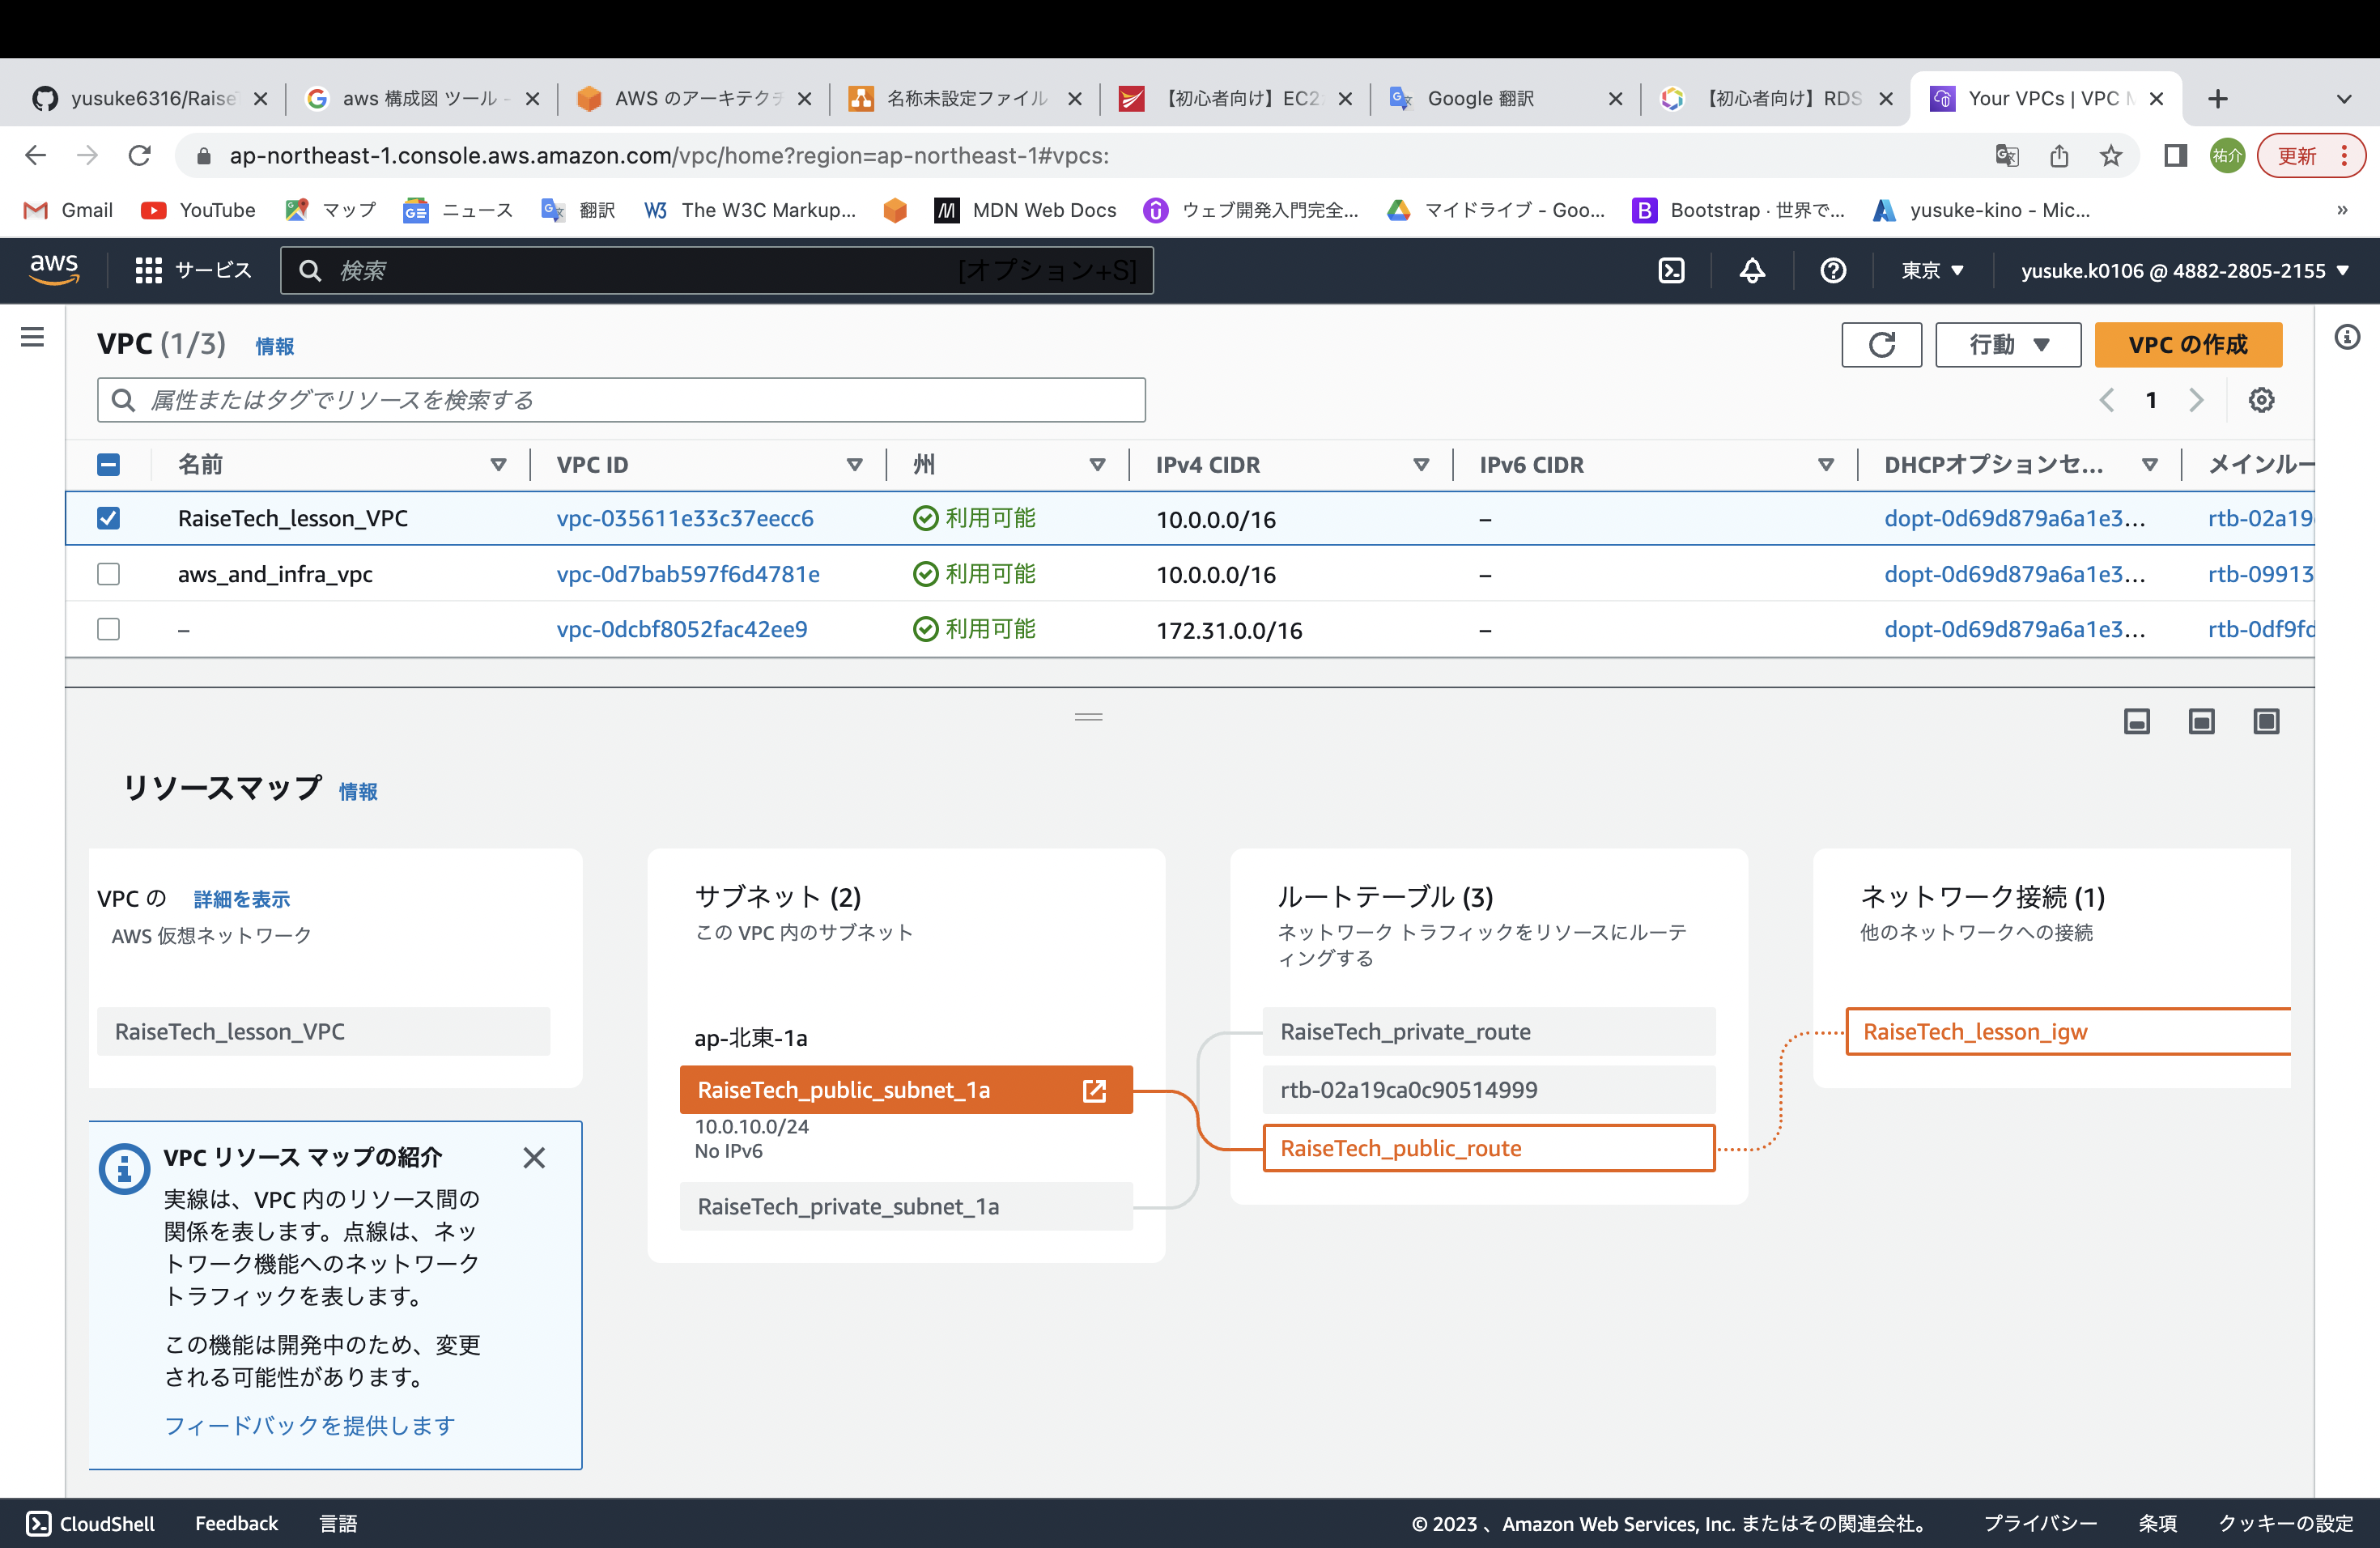 yusuke6316/Raise
aws 構成図 ツール -
AWS のアーキテクチ
名称未設定ファイル
【初心者向け】EC2
Google 翻訳
【初心者向け】RDS
Your VPCs | VPC M
ap-northeast-1.console.aws.amazon.com/vpc/home?region=ap-northeast-1#vpcs:
祐介
更新
Gmail
YouTube
マップ
ニュース
翻訳
The W3C Markup...
MDN Web Docs
ウェブ開発入門完全...
マイドライブ - Goo...
Bootstrap · 世界で...
yusuke-kino - Mic...
»
aws
サービス
検索
[オプション+S]
東京
yusuke.k0106 @ 4882-2805-2155
VPC (1/3) 情報
行動
VPC の作成
属性またはタグでリソースを検索する
1
名前 VPC ID 州 IPv4 CIDR IPv6 CIDR DHCPオプションセ... メインルー
RaiseTech_lesson_VPC vpc-035611e33c37eecc6 利用可能 10.0.0.0/16 – dopt-0d69d879a6a1e3... rtb-02a19
aws_and_infra_vpc vpc-0d7bab597f6d4781e 利用可能 10.0.0.0/16 – dopt-0d69d879a6a1e3... rtb-09913
– vpc-0dcbf8052fac42ee9 利用可能 172.31.0.0/16 – dopt-0d69d879a6a1e3... rtb-0df9fd
リソースマップ 情報
VPC の 詳細を表示
AWS 仮想ネットワーク
RaiseTech_lesson_VPC
VPC リソース マップの紹介
実線は、VPC 内のリソース間の
関係を表します。点線は、ネッ
トワーク機能へのネットワーク
トラフィックを表します。
この機能は開発中のため、変更
される可能性があります。
フィードバックを提供します
サブネット (2)
この VPC 内のサブネット
ap-北東-1a
RaiseTech_public_subnet_1a
10.0.10.0/24
No IPv6
RaiseTech_private_subnet_1a
ルートテーブル (3)
ネットワーク トラフィックをリソースにルーテ
ィングする
RaiseTech_private_route
rtb-02a19ca0c90514999
RaiseTech_public_route
ネットワーク接続 (1)
他のネットワークへの接続
RaiseTech_lesson_igw
CloudShell
Feedback
言語
© 2023 、Amazon Web Services, Inc. またはその関連会社。
プライバシー
条項
クッキーの設定